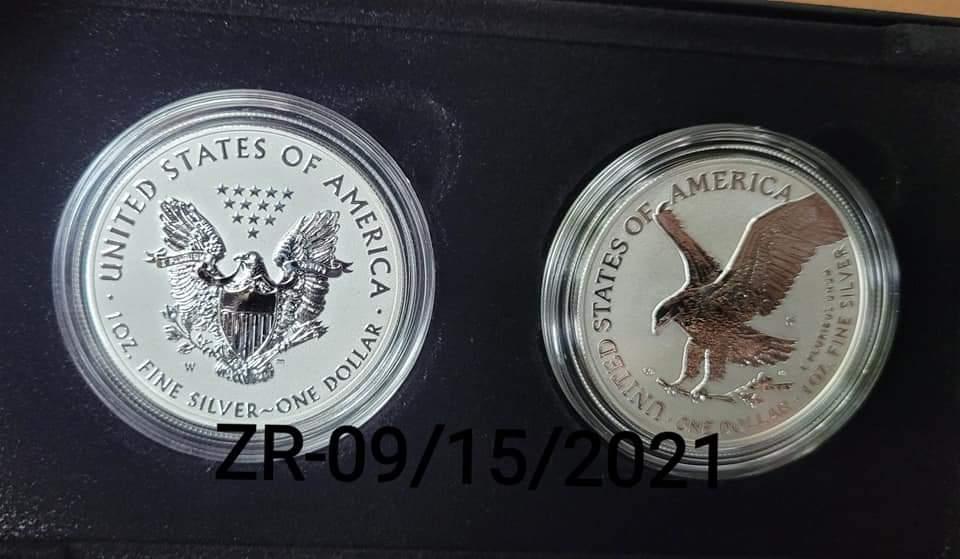 UNITED STATES OF AMERICA
· 1 OZ. FINE SILVER~ONE DOLLAR ·
W
UNITED STATES OF AMERICA
E PLURIBUS UNUM
· ONE DOLLAR · 1 OZ. FINE SILVER
ZR-09/15/2021